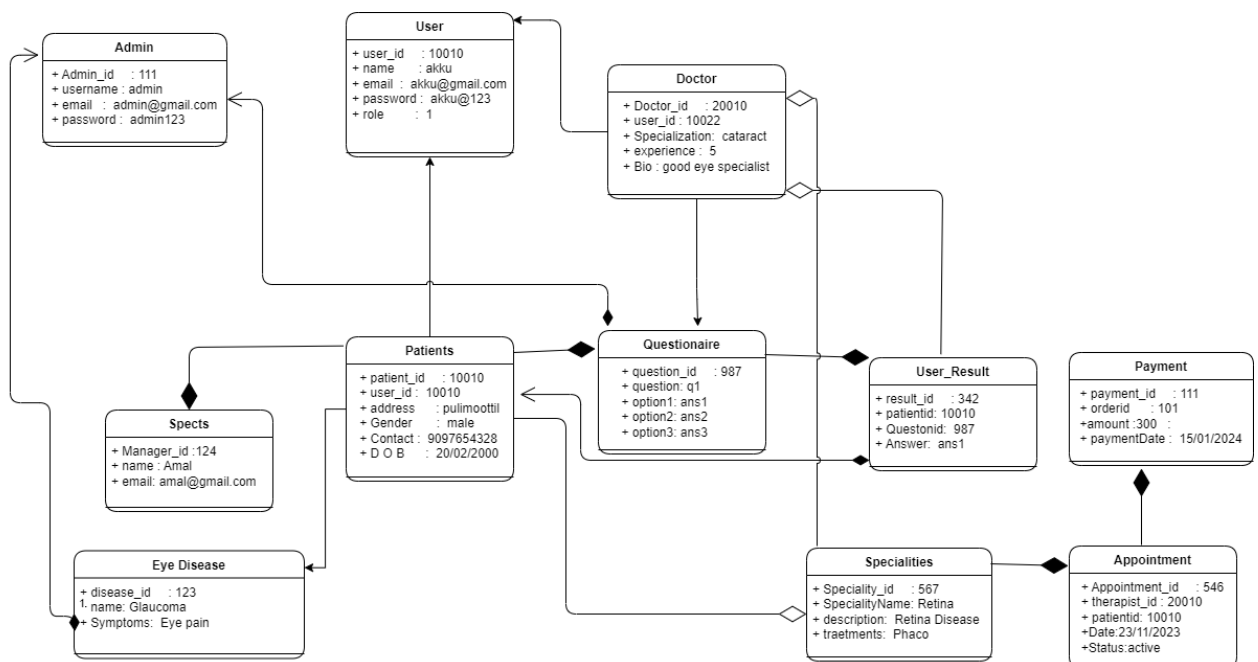 Admin
+ Admin_id : 111
+ username : admin
+ email : admin@gmail.com
+ password : admin123
User
+ user_id : 10010
+ name : akku
+ email : akku@gmail.com
+ password : akku@123
+ role : 1
Doctor
+ Doctor_id : 20010
+ user_id : 10022
+ Specialization: cataract
+ experience : 5
+ Bio : good eye specialist
Patients
+ patient_id : 10010
+ user_id : 10010
+ address : pulimoottil
+ Gender : male
+ Contact : 9097654328
+ D O B : 20/02/2000
Questionaire
+ question_id : 987
+ question: q1
+ option1: ans1
+ option2: ans2
+ option3: ans3
User_Result
+ result_id : 342
+ patientid: 10010
+ Questonid: 987
+ Answer: ans1
Payment
+ payment_id : 111
+ orderid : 101
+amount :300 :
+ paymentDate : 15/01/2024
Spects
+ Manager_id :124
+ name : Amal
+ email: amal@gmail.com
Eye Disease
+ disease_id : 123
1. name: Glaucoma
+ Symptoms: Eye pain
Specialities
+ Speciality_id : 567
+ SpecialityName: Retina
+ description: Retina Disease
+ traetments: Phaco
Appointment
+ Appointment_id : 546
+ therapist_id : 20010
+ patientid: 10010
+Date:23/11/2023
+Status:active